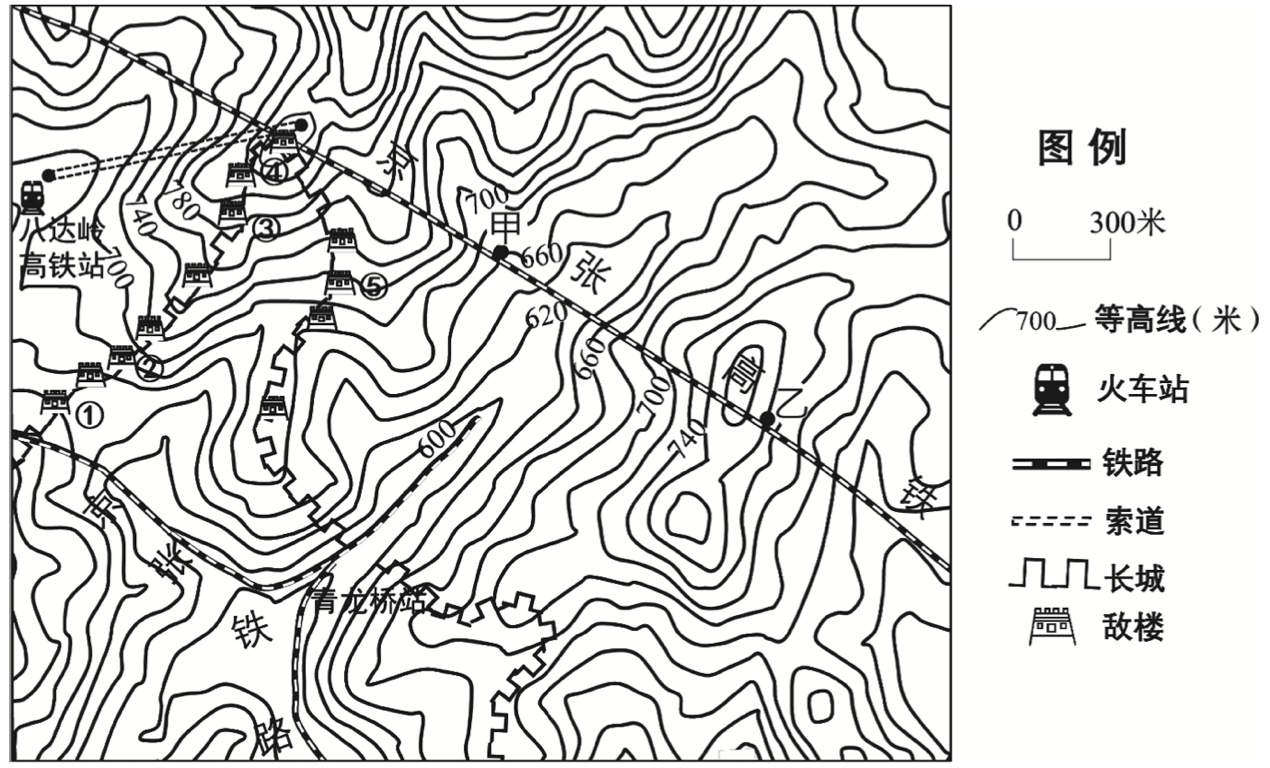 京
张
高
铁
700
甲
660
620
660
700
740
乙
780
740
700
④
③
⑤
②
①
八达岭
高铁站
600
京
张
铁
路
青龙桥站
图例
0 300米
700 等高线（米）
火车站
铁路
索道
长城
敌楼